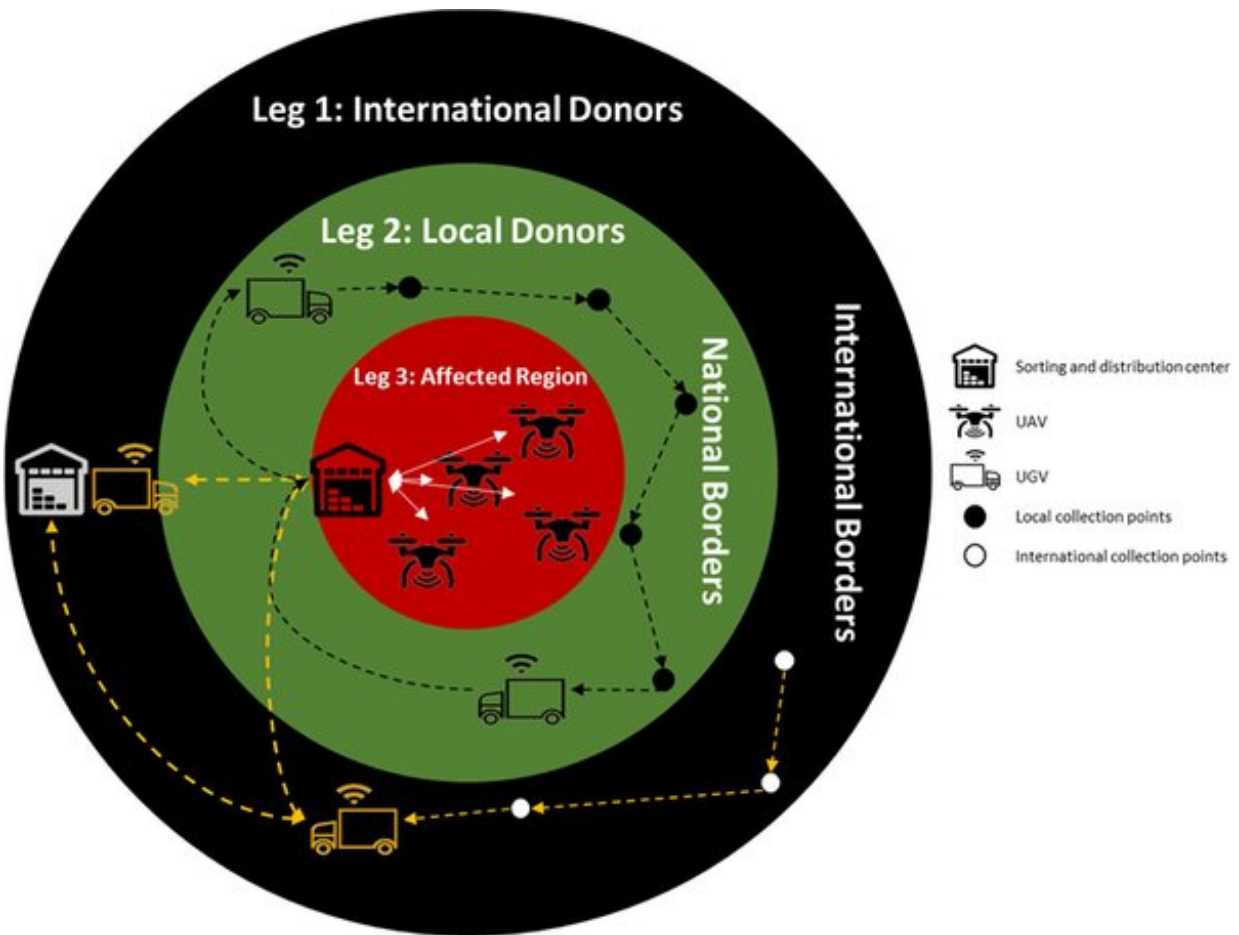 Leg 1: International Donors
Leg 2: Local Donors
Leg 3: Affected Region
National Borders
International Borders
Sorting and distribution center
UAV
UGV
Local collection points
International collection points